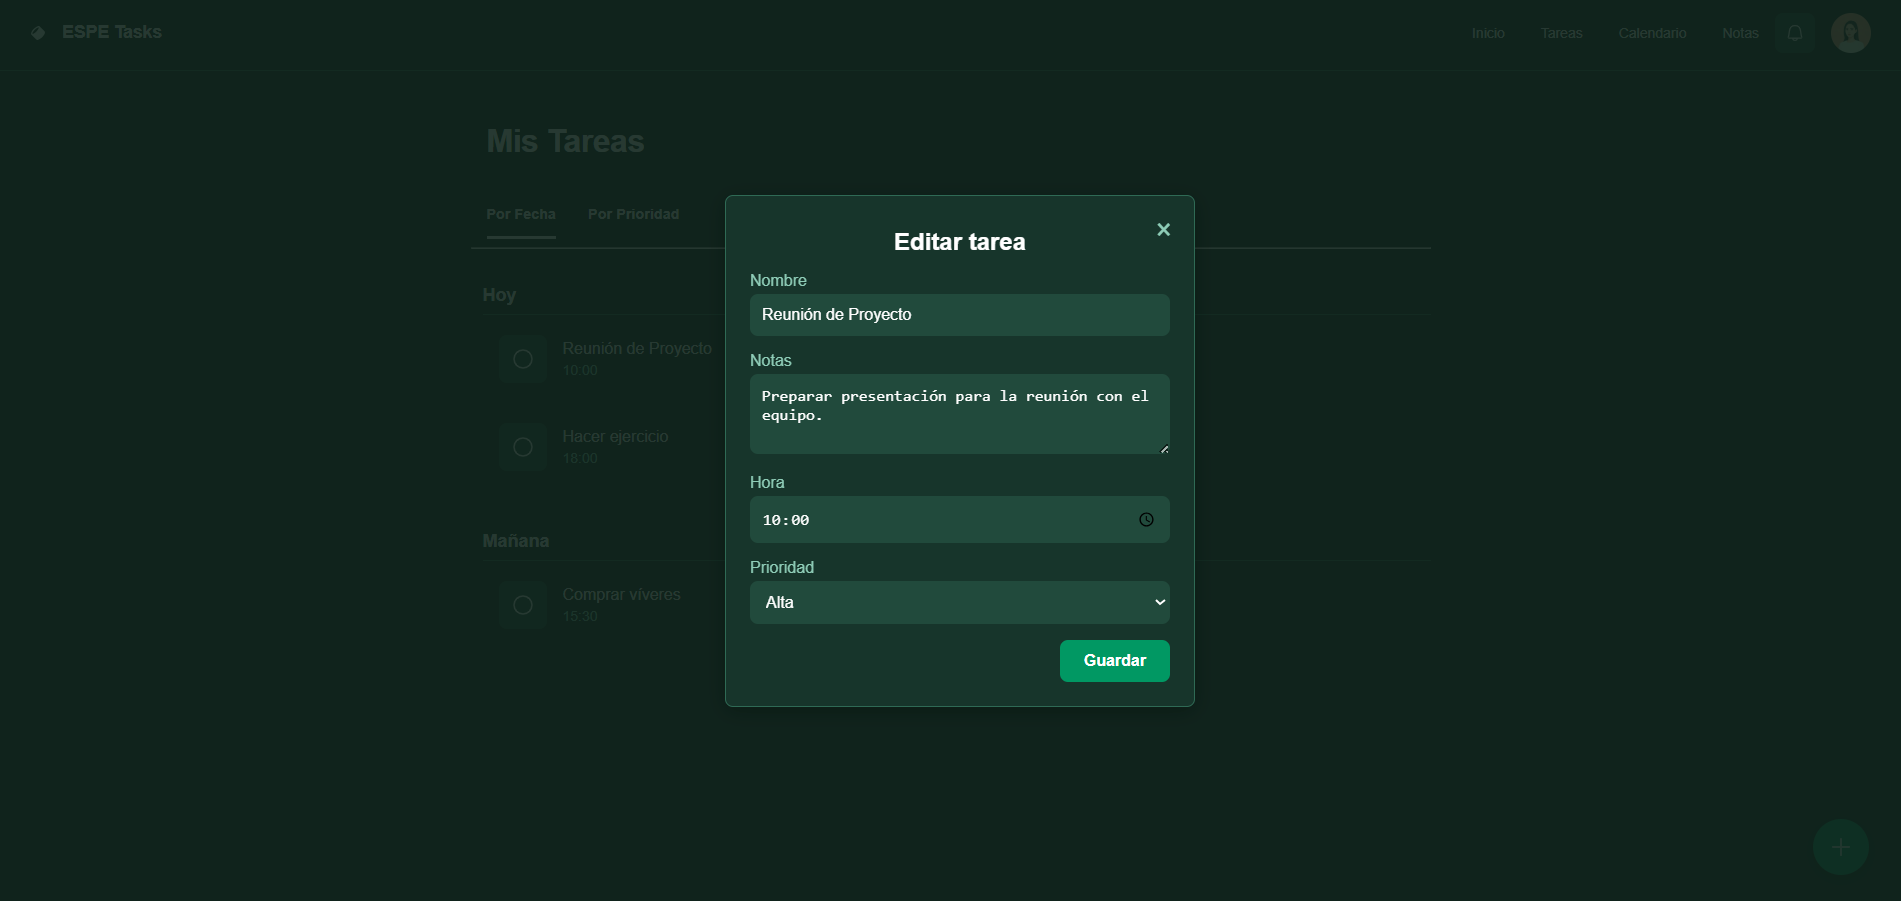 ESPE Tasks
Inicio
Tareas
Calendario
Notas
Mis Tareas
Por Fecha
Por Prioridad
Hoy
Reunión de Proyecto
10:00
Hacer ejercicio
18:00
Mañana
Comprar víveres
15:30
Editar tarea
Nombre
Reunión de Proyecto
Notas
Preparar presentación para la reunión con el
equipo.
Hora
10:00
Prioridad
Alta
Guardar